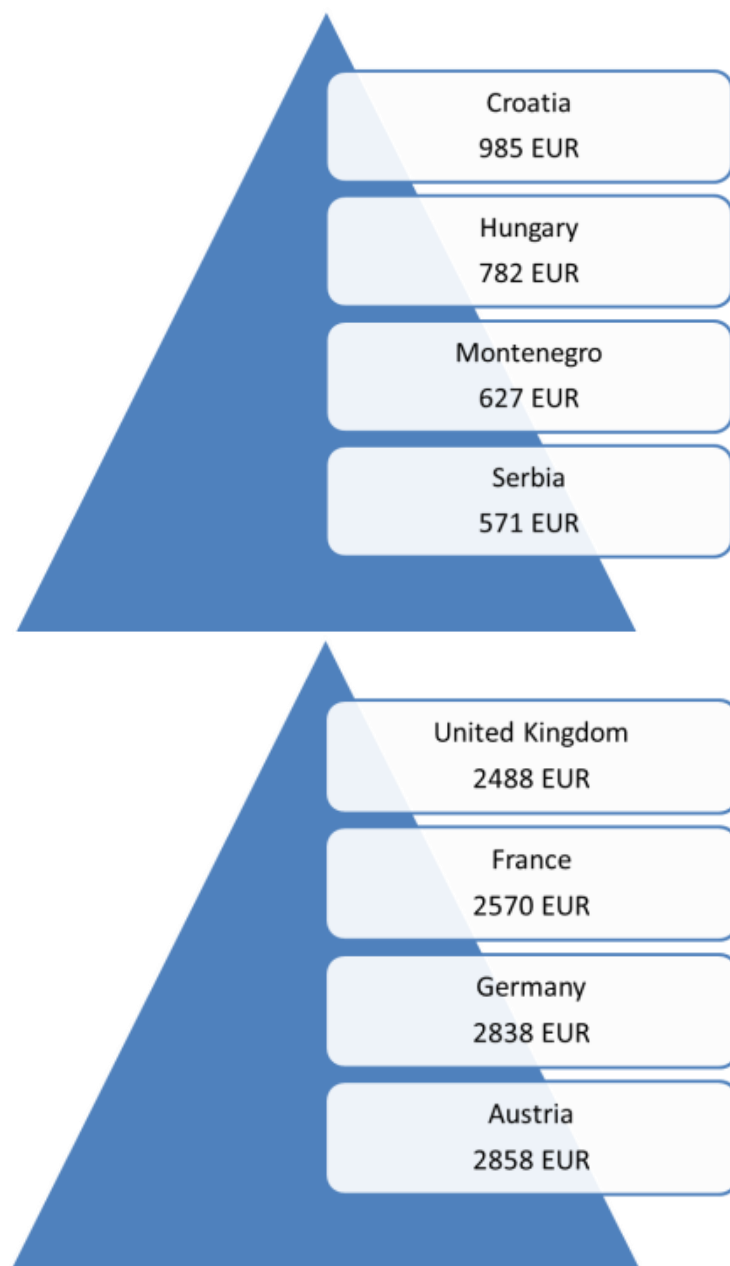 Croatia
985 EUR
Hungary
782 EUR
Montenegro
627 EUR
Serbia
571 EUR
United Kingdom
2488 EUR
France
2570 EUR
Germany
2838 EUR
Austria
2858 EUR